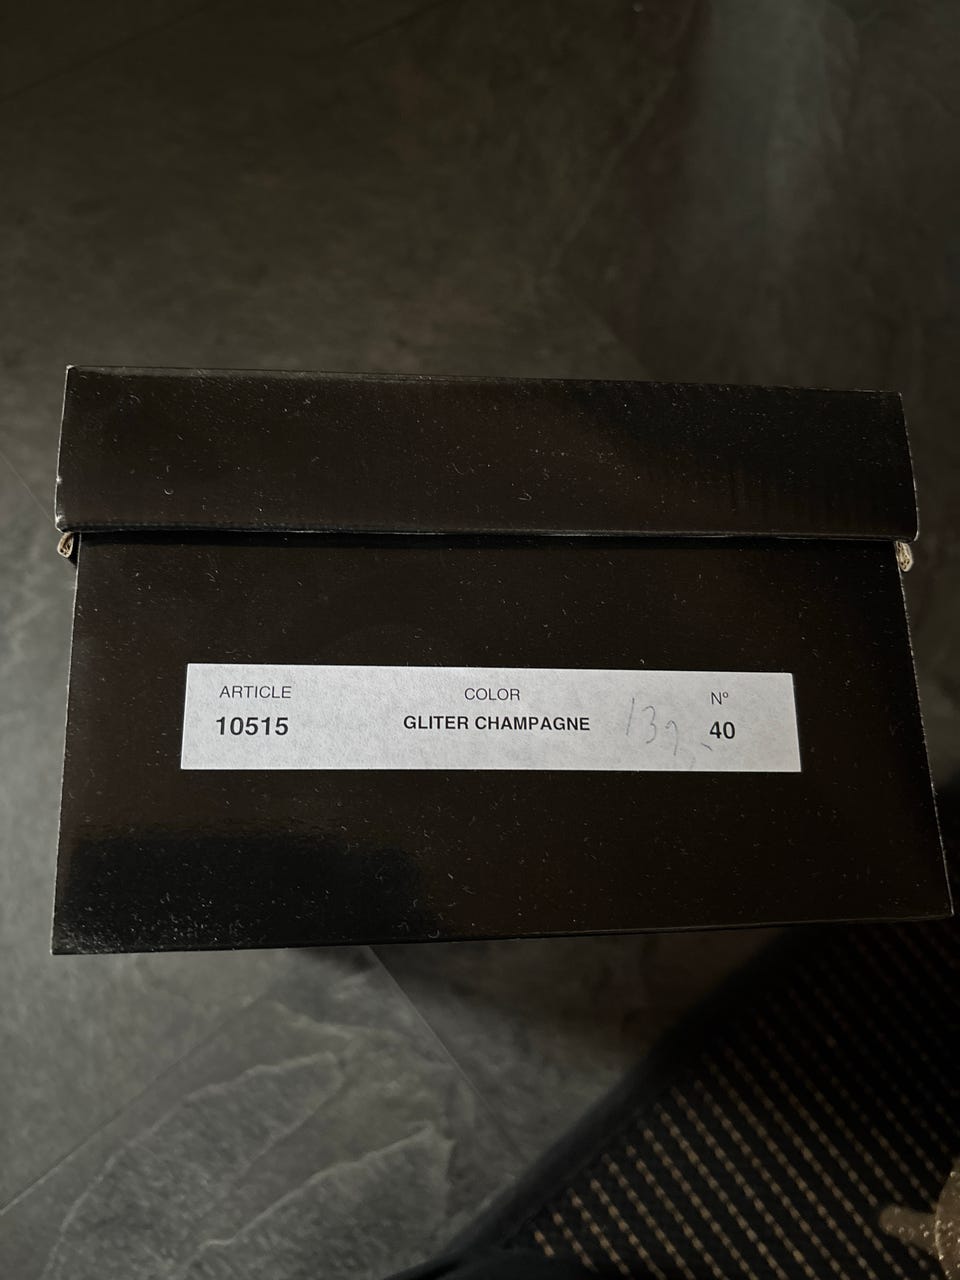 ARTICLE COLOR N°
10515 GLITER CHAMPAGNE 40